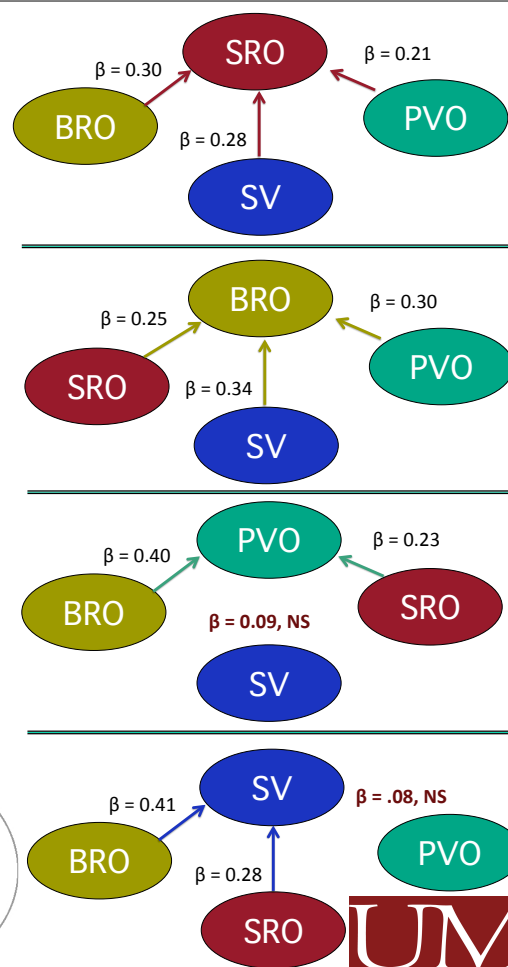 SRO
β = 0.30
β = 0.21
BRO
PVO
β = 0.28
SV
BRO
β = 0.25
β = 0.30
SRO
PVO
β = 0.34
SV
PVO
β = 0.40
β = 0.23
BRO
SRO
β = 0.09, NS
SV
SV
β = 0.41
β = .08, NS
BRO
PVO
β = 0.28
SRO
UM